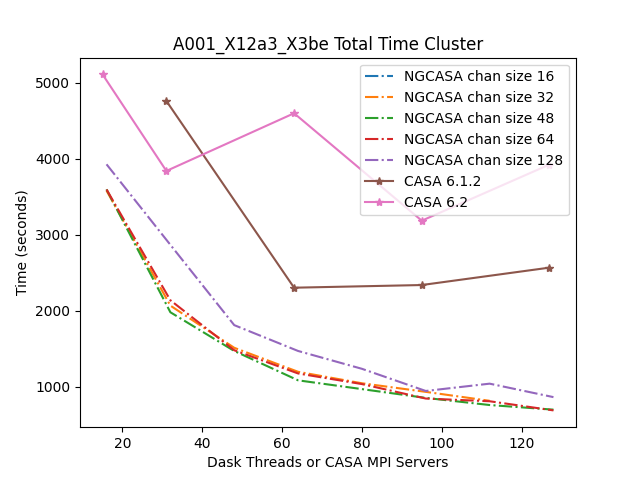 A001_X12a3_X3be Total Time Cluster
5000
4000
3000
2000
1000
Time (seconds)
NGCASA chan size 16
NGCASA chan size 32
NGCASA chan size 48
NGCASA chan size 64
NGCASA chan size 128
CASA 6.1.2
CASA 6.2
20 40 60 80 100 120
Dask Threads or CASA MPI Servers